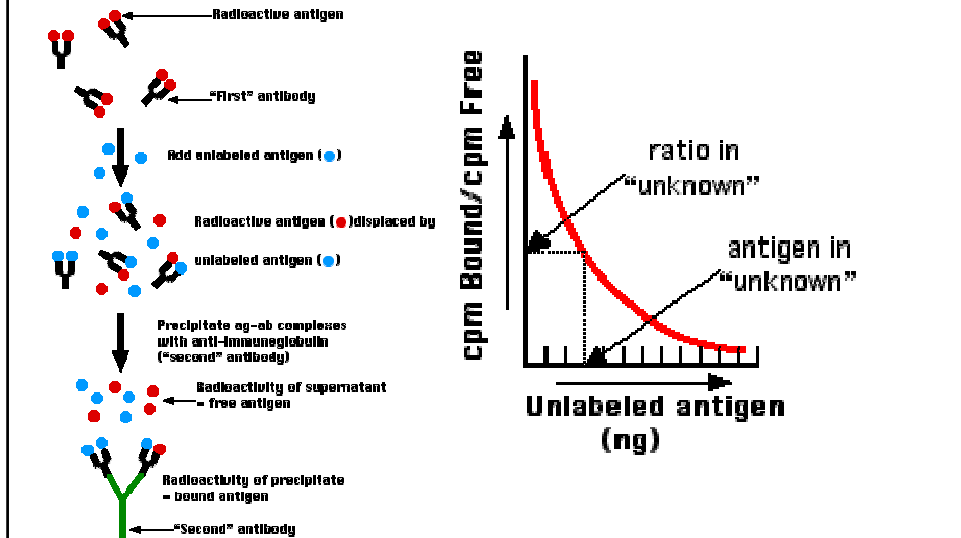 Radioactive antigen
"First" antibody
Add unlabeled antigen ( )
Radioactive antigen ( )displaced by
unlabeled antigen ( )
Precipitate ag-ab complexes
with anti-immunoglobulin
("second" antibody)
Radioactivity of supernatant
= free antigen
Radioactivity of precipitate
= bound antigen
"Second" antibody
cpm Bound/cpm Free
ratio in
"unknown"
antigen in
"unknown"
Unlabeled antigen
(ng)